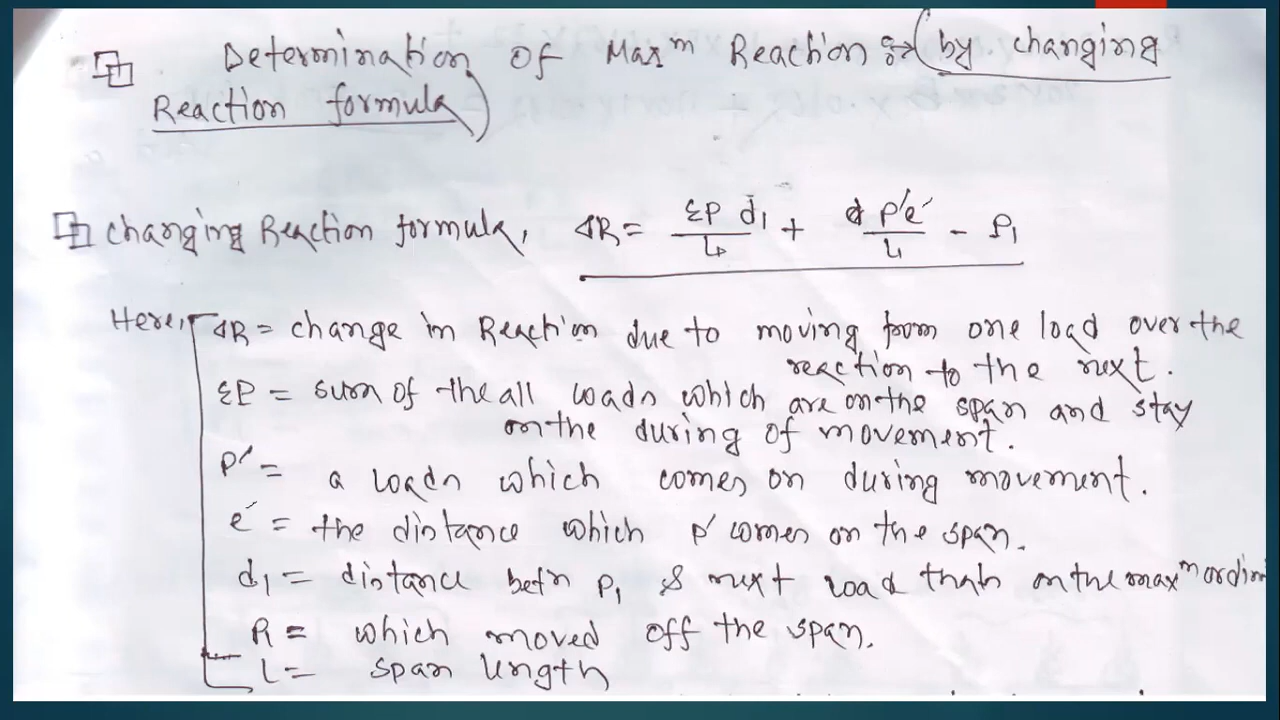 Determination of Maxᵐ Reaction :→ (by changing
Reaction formula)
changing Reaction formula, ΔR = ΣP d₁/L + P'e'/L - P₁
Here, ΔR = change in Reaction due to moving from one load over the
reaction to the next.
ΣP = sum of the all loads which are on the span and stay
on the during of movement.
P' = a loads which comes on during movement.
e' = the distance which P' comes on the span.
d₁ = distance betn P₁ & next load that on the maxᵐ ordin
R = which moved off the span.
L = span length